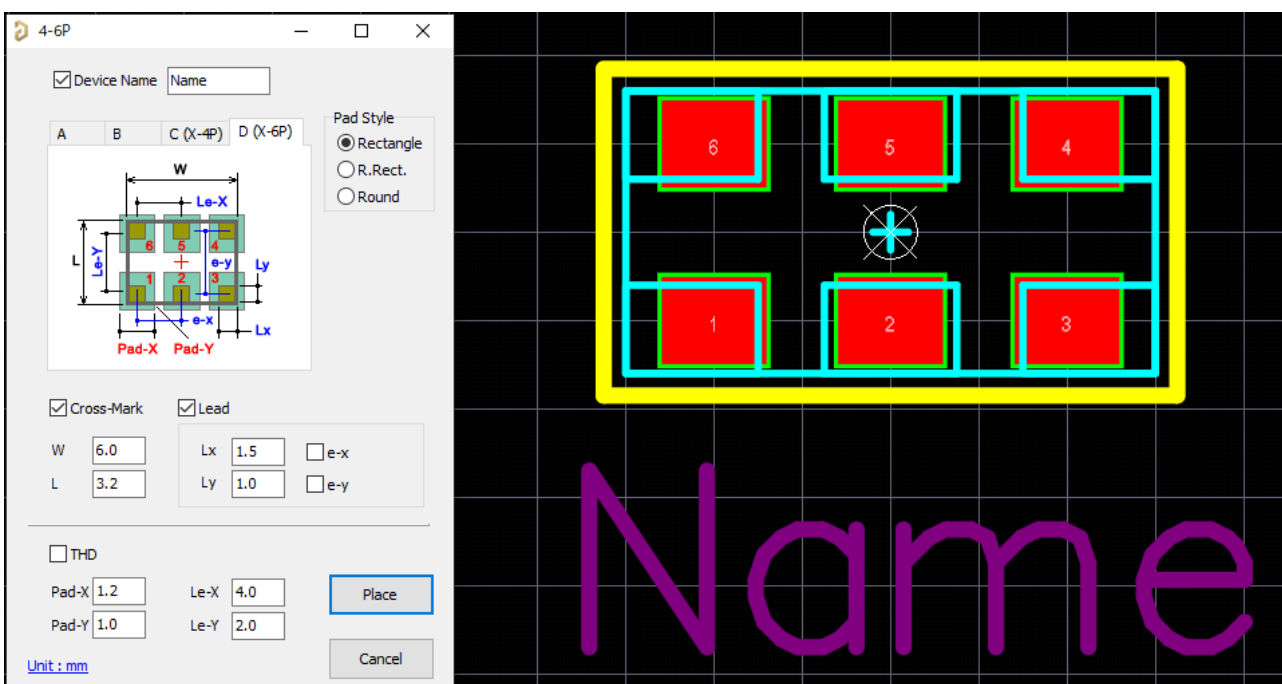 4-6P
Device Name Name
A B C (X-4P) D (X-6P)
Pad Style
Rectangle
R.Rect.
Round
W
Le-X
6 5 4
L Le-Y e-y Ly
1 2 3
e-x Lx
Pad-X Pad-Y
Cross-Mark Lead
W 6.0 Lx 1.5 e-x
L 3.2 Ly 1.0 e-y
THD
Pad-X 1.2 Le-X 4.0 Place
Pad-Y 1.0 Le-Y 2.0
Unit : mm Cancel
6 5 4
1 2 3
Name